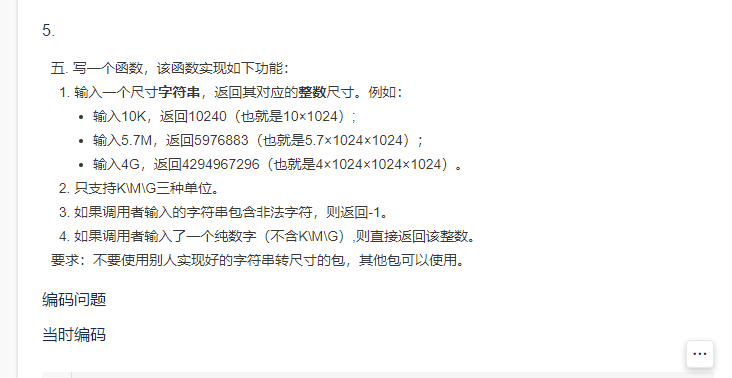 5.
五. 写一个函数，该函数实现如下功能：
1. 输入一个尺寸字符串，返回其对应的整数尺寸。例如：
• 输入10K，返回10240（也就是10×1024）;
• 输入5.7M，返回5976883（也就是5.7×1024×1024）；
• 输入4G，返回4294967296（也就是4×1024×1024×1024）。
2. 只支持K\M\G三种单位。
3. 如果调用者输入的字符串包含非法字符，则返回-1。
4. 如果调用者输入了一个纯数字（不含K\M\G）,则直接返回该整数。
要求：不要使用别人实现好的字符串转尺寸的包，其他包可以使用。
编码问题
当时编码